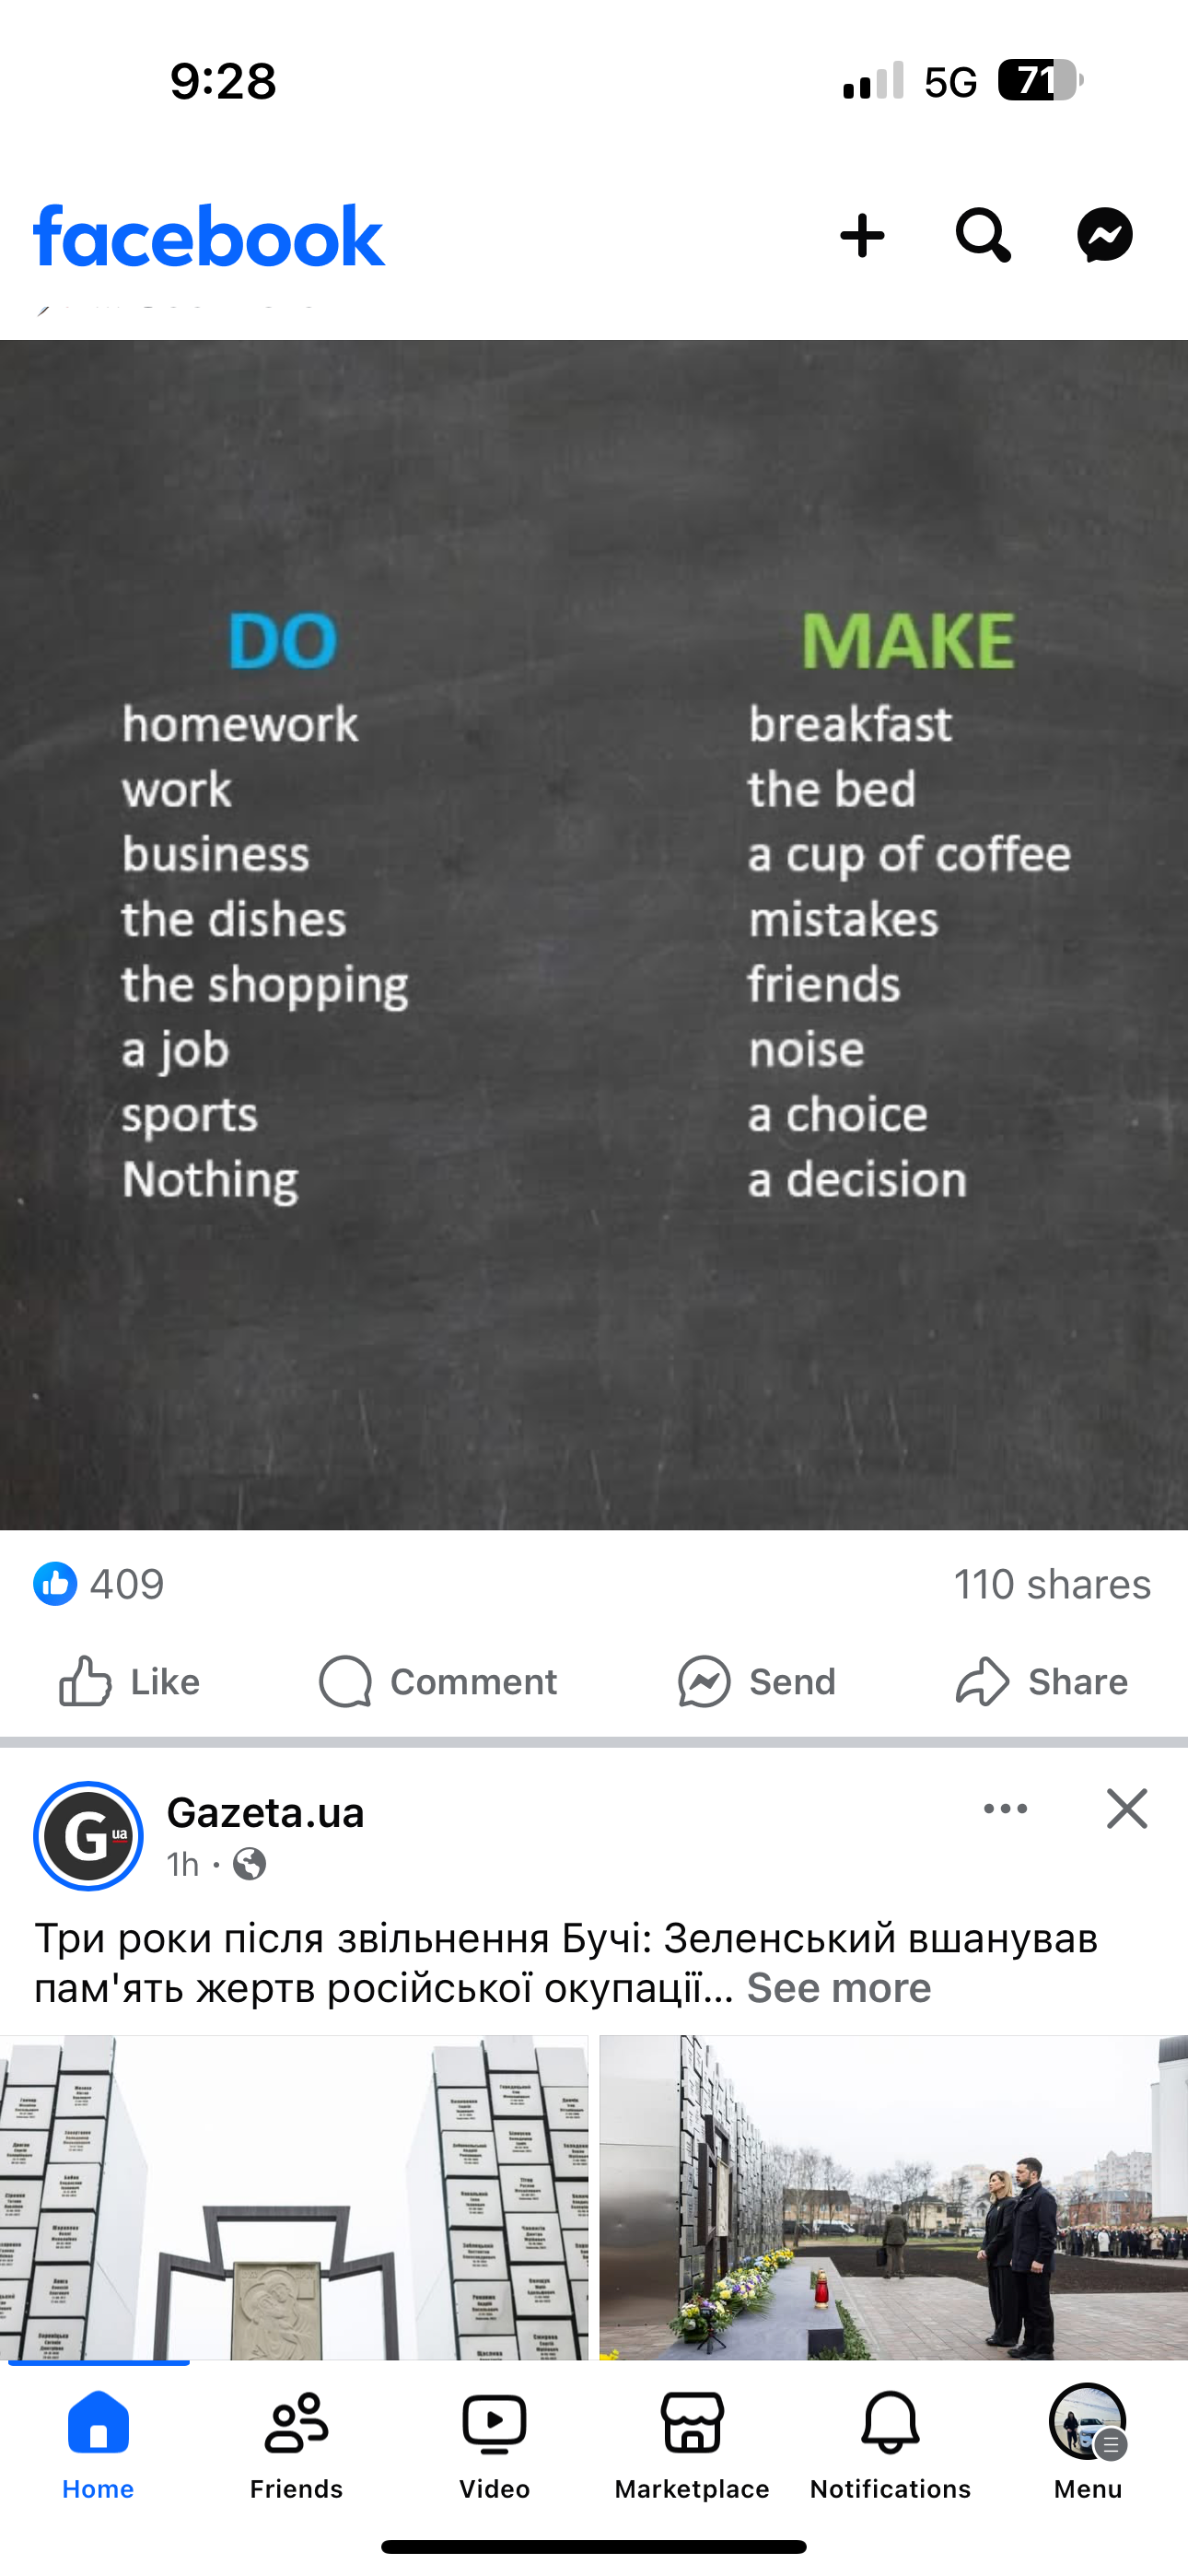 9:28
5G
71
facebook
DO
homework
work
business
the dishes
the shopping
a job
sports
Nothing
MAKE
breakfast
the bed
a cup of coffee
mistakes
friends
noise
a choice
a decision
409
110 shares
Like
Comment
Send
Share
G ua
Gazeta.ua
1h ·
Три роки після звільнення Бучі: Зеленський вшанував
пам'ять жертв російської окупації... See more
Home
Friends
Video
Marketplace
Notifications
Menu